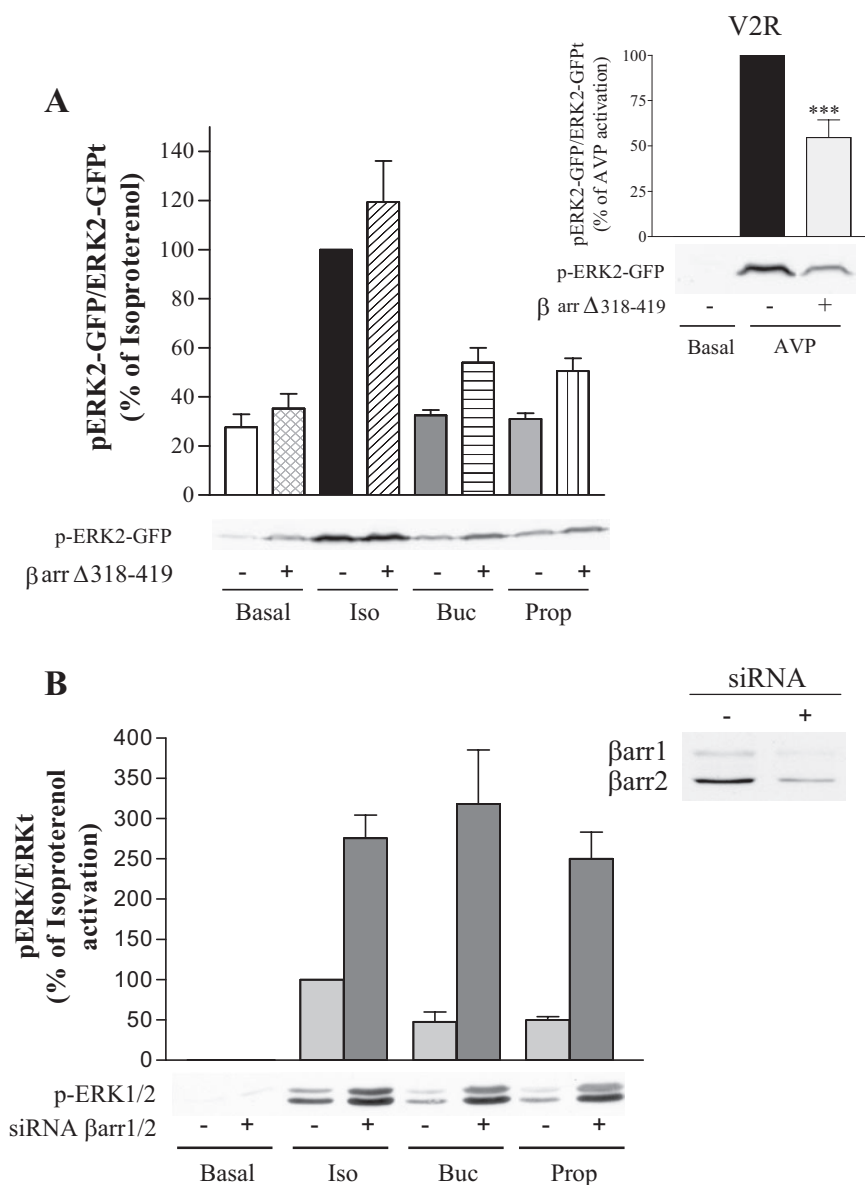 V2R
pERK2-GFP/ERK2-GFPt
(% of AVP activation)
100
75
50
25
0
***
p-ERK2-GFP
β arr Δ318-419
- - +
Basal AVP
A
pERK2-GFP/ERK2-GFPt
(% of Isoproterenol)
140
120
100
80
60
40
20
0
p-ERK2-GFP
β arr Δ318-419
- + - + - + - +
Basal Iso Buc Prop
B
pERK/ERKt
(% of Isoproterenol
activation)
400
350
300
250
200
150
100
50
0
p-ERK1/2
siRNA βarr1/2
- + - + - + - +
Basal Iso Buc Prop
siRNA
- +
βarr1
βarr2